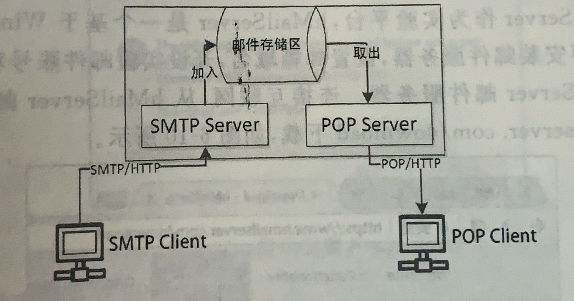 邮件存储区
加入
取出
SMTP Server
POP Server
SMTP/HTTP
POP/HTTP
SMTP Client
POP Client